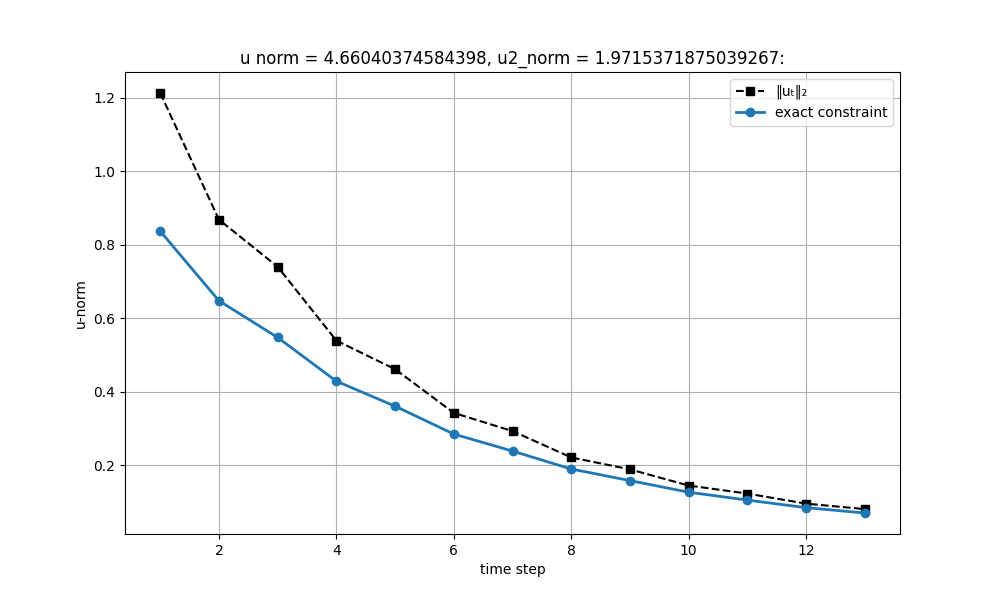 u norm = 4.66040374584398, u2_norm = 1.9715371875039267:
‖uₜ‖₂
exact constraint
1.2
1.0
0.8
0.6
0.4
0.2
u-norm
2
4
6
8
10
12
time step